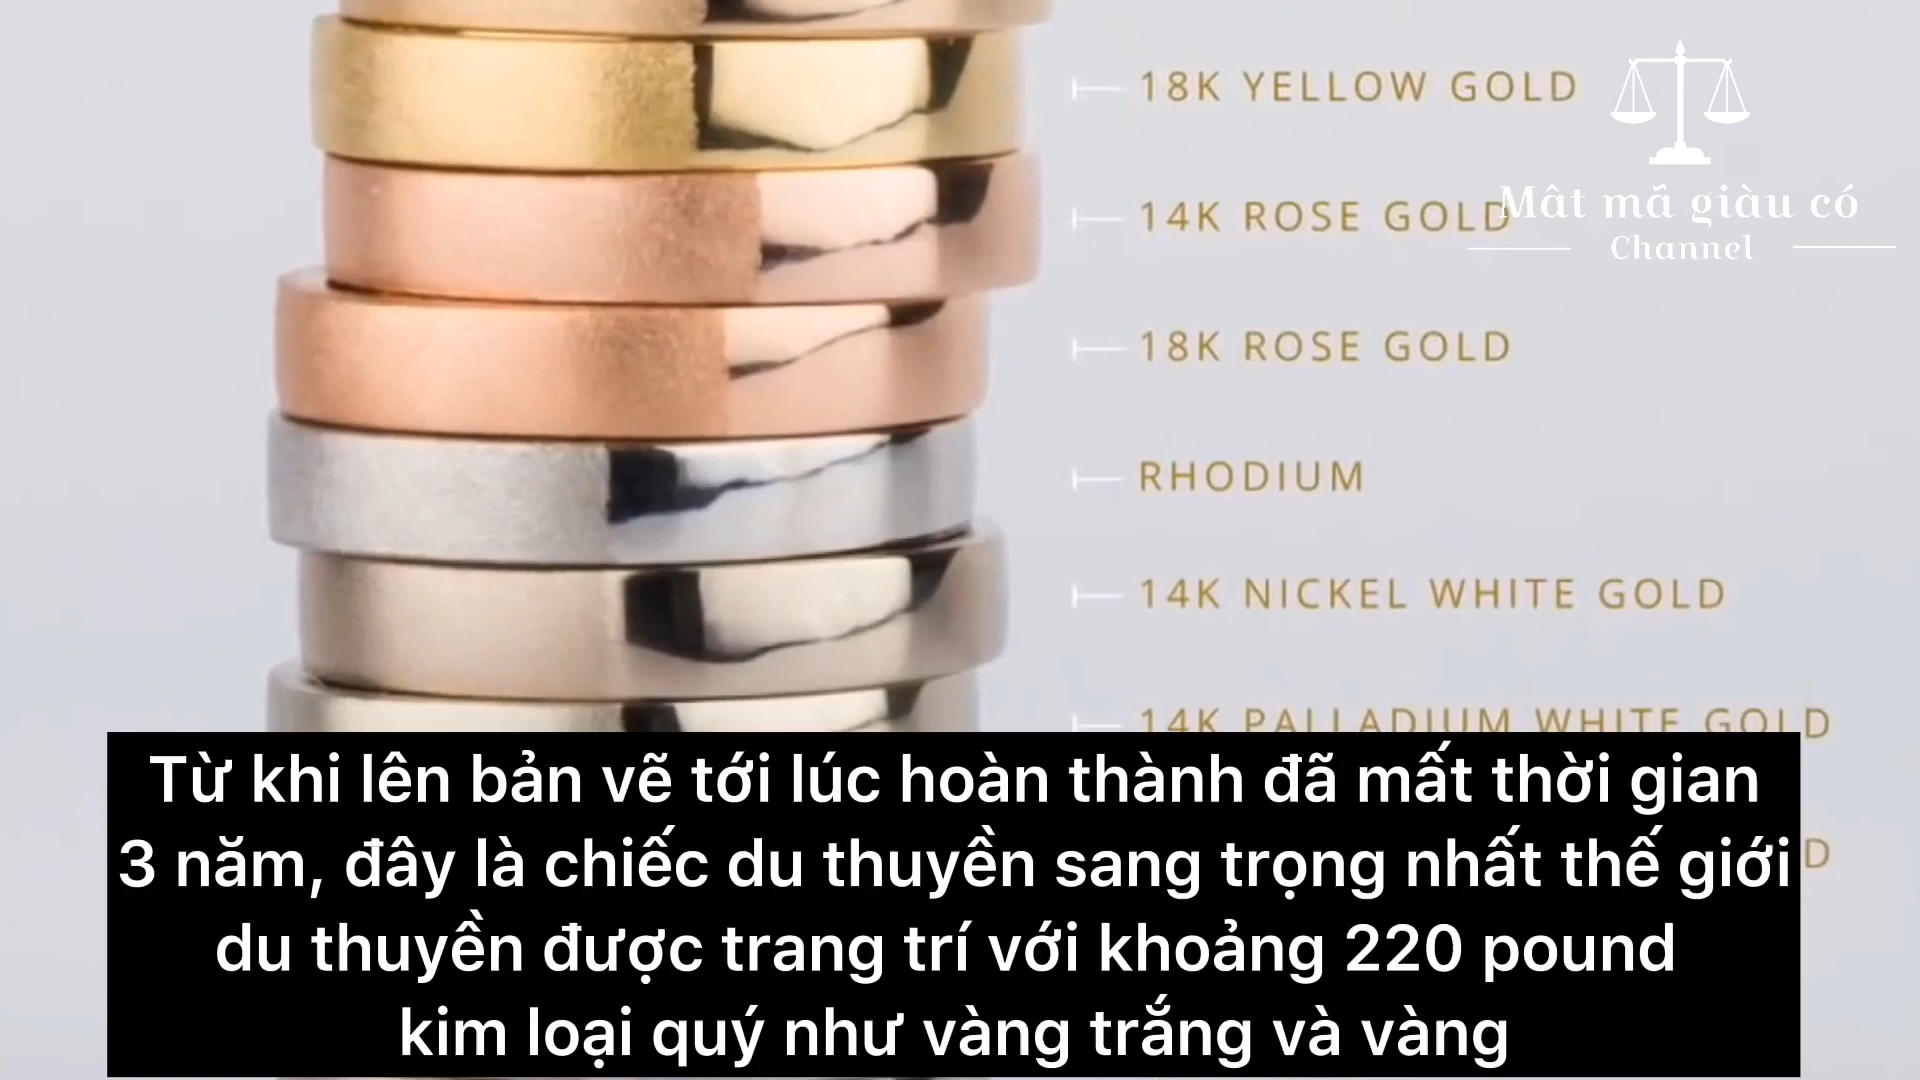 18K YELLOW GOLD
14K ROSE GOLD
Mật mã giàu có
Channel
18K ROSE GOLD
RHODIUM
14K NICKEL WHITE GOLD
14K PALLADIUM WHITE GOLD
Từ khi lên bản vẽ tới lúc hoàn thành đã mất thời gian
3 năm, đây là chiếc du thuyền sang trọng nhất thế giới
du thuyền được trang trí với khoảng 220 pound
kim loại quý như vàng trắng và vàng